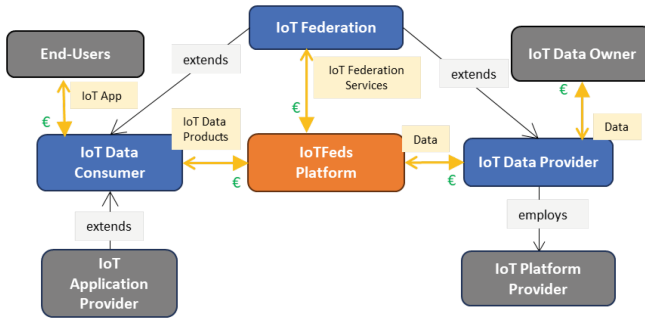 IoT Federation
End-Users
IoT Data Owner
extends
IoT Federation
Services
extends
IoT App
€
€
€
IoT Data
Products
Data
Data
€
IoT Data
Consumer
IoTFeds
Platform
IoT Data Provider
€
€
extends
employs
IoT
Application
Provider
IoT Platform
Provider